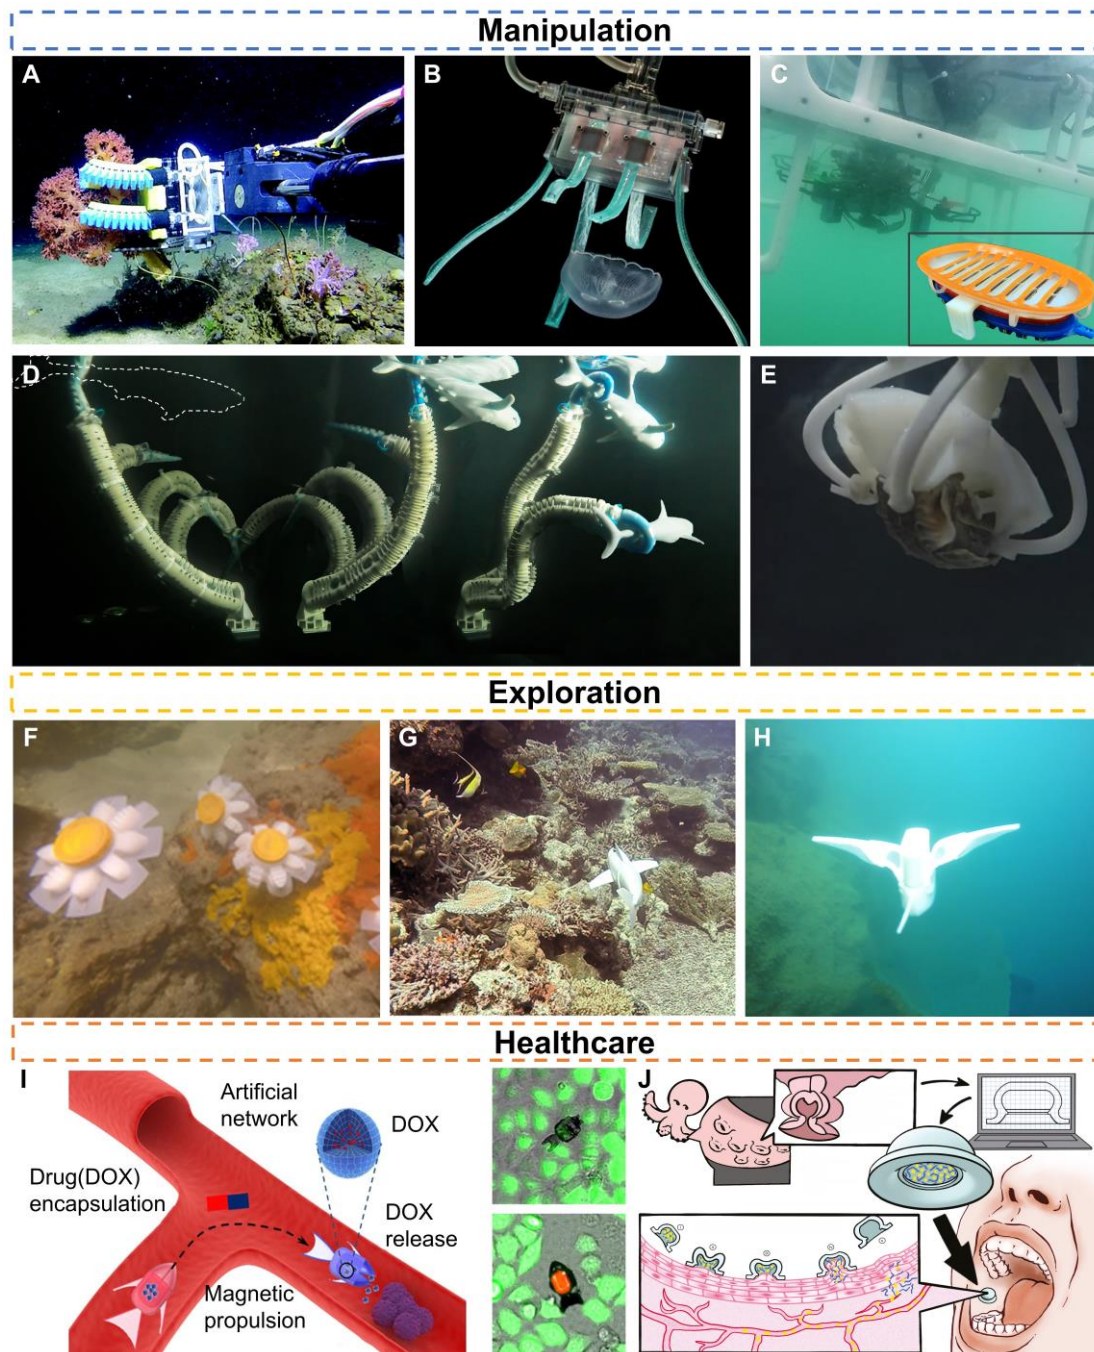 Manipulation
A
B
C
D
E
Exploration
F
G
H
Healthcare
I
Artificial
network
DOX
Drug(DOX)
encapsulation
DOX
release
Magnetic
propulsion
J